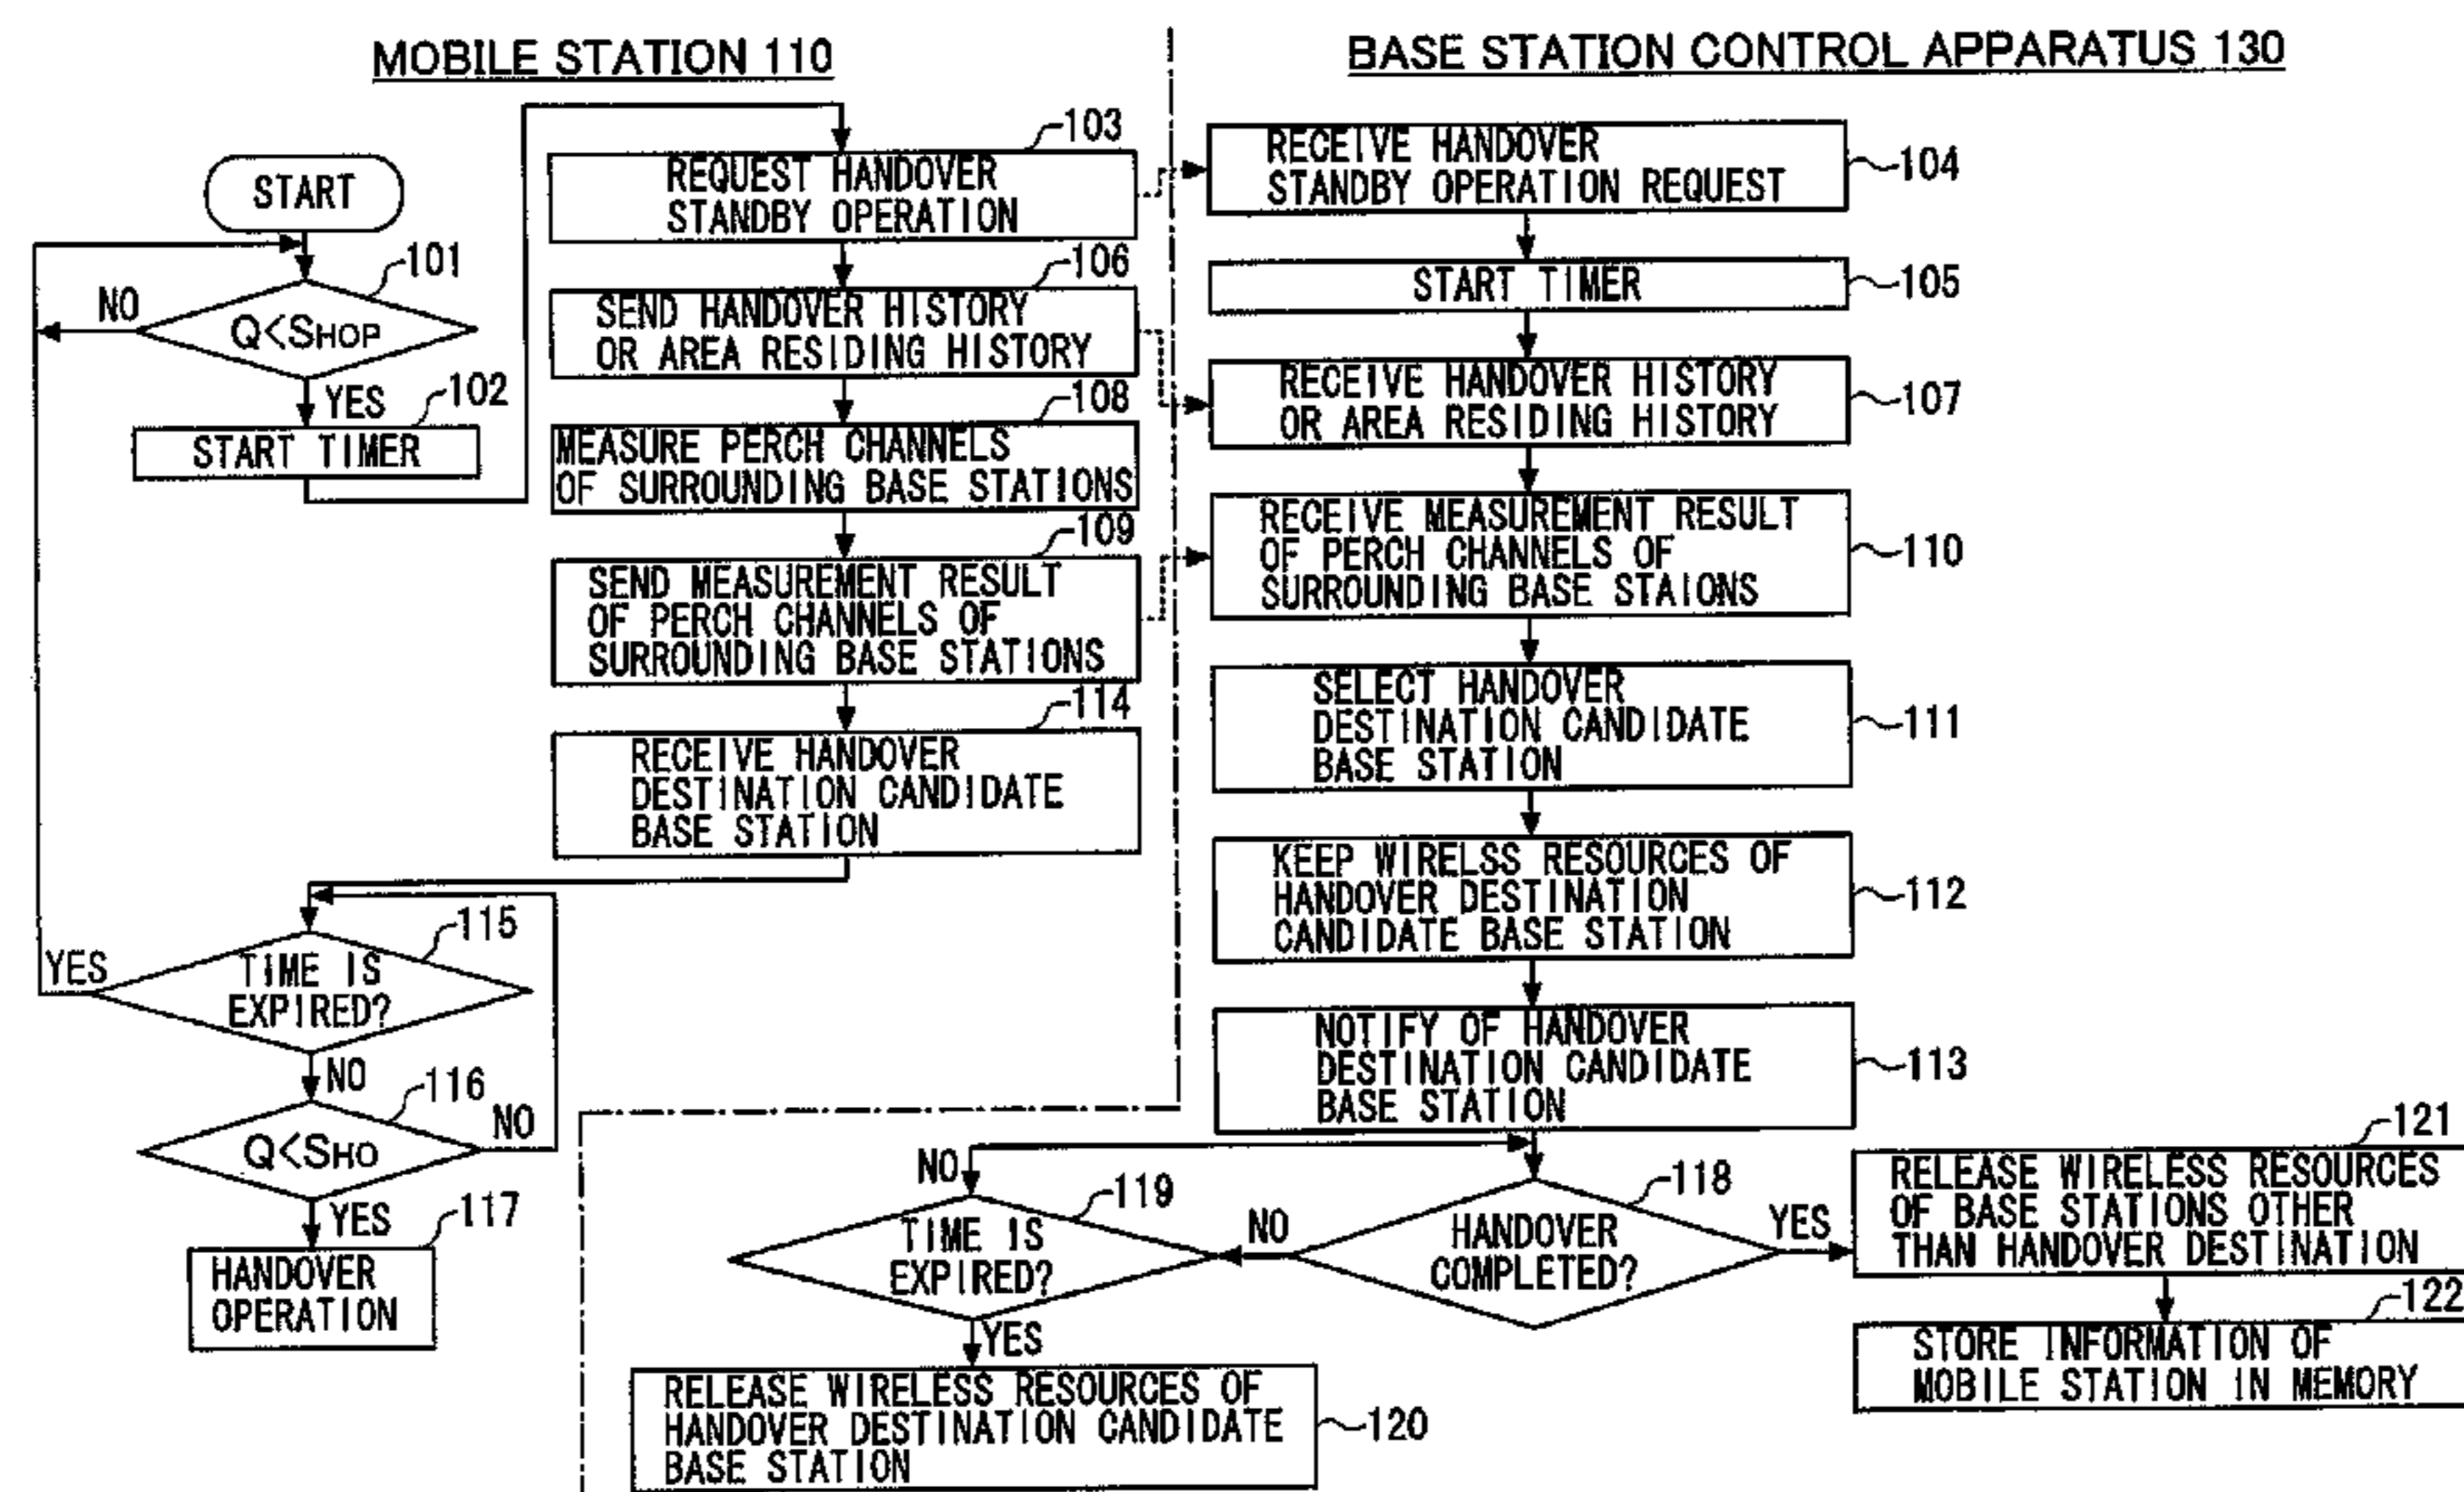 MOBILE STATION 110
BASE STATION CONTROL APPARATUS 130
START
101
NO
Q<SHOP
YES
102
START TIMER
103
REQUEST HANDOVER
STANDBY OPERATION
106
SEND HANDOVER HISTORY
OR AREA RESIDING HISTORY
108
MEASURE PERCH CHANNELS
OF SURROUNDING BASE STATIONS
109
SEND MEASUREMENT RESULT
OF PERCH CHANNELS OF
SURROUNDING BASE STATIONS
114
RECEIVE HANDOVER
DESTINATION CANDIDATE
BASE STATION
115
YES
TIME IS
EXPIRED?
NO
116
Q<SHO
NO
YES
117
HANDOVER
OPERATION
RECEIVE HANDOVER
STANDBY OPERATION REQUEST
104
START TIMER
105
RECEIVE HANDOVER HISTORY
OR AREA RESIDING HISTORY
107
RECEIVE MEASUREMENT RESULT
OF PERCH CHANNELS OF
SURROUNDING BASE STAIONS
110
SELECT HANDOVER
DESTINATION CANDIDATE
BASE STATION
111
KEEP WIRELSS RESOURCES OF
HANDOVER DESTINATION
CANDIDATE BASE STATION
112
NOTIFY OF HANDOVER
DESTINATION CANDIDATE
BASE STATION
113
118
HANDOVER
COMPLETED?
NO
YES
NO
119
TIME IS
EXPIRED?
YES
RELEASE WIRELESS RESOURCES OF
HANDOVER DESTINATION CANDIDATE
BASE STATION
120
121
RELEASE WIRELESS RESOURCES
OF BASE STATIONS OTHER
THAN HANDOVER DESTINATION
122
STORE INFORMATION OF
MOBILE STATION IN MEMORY